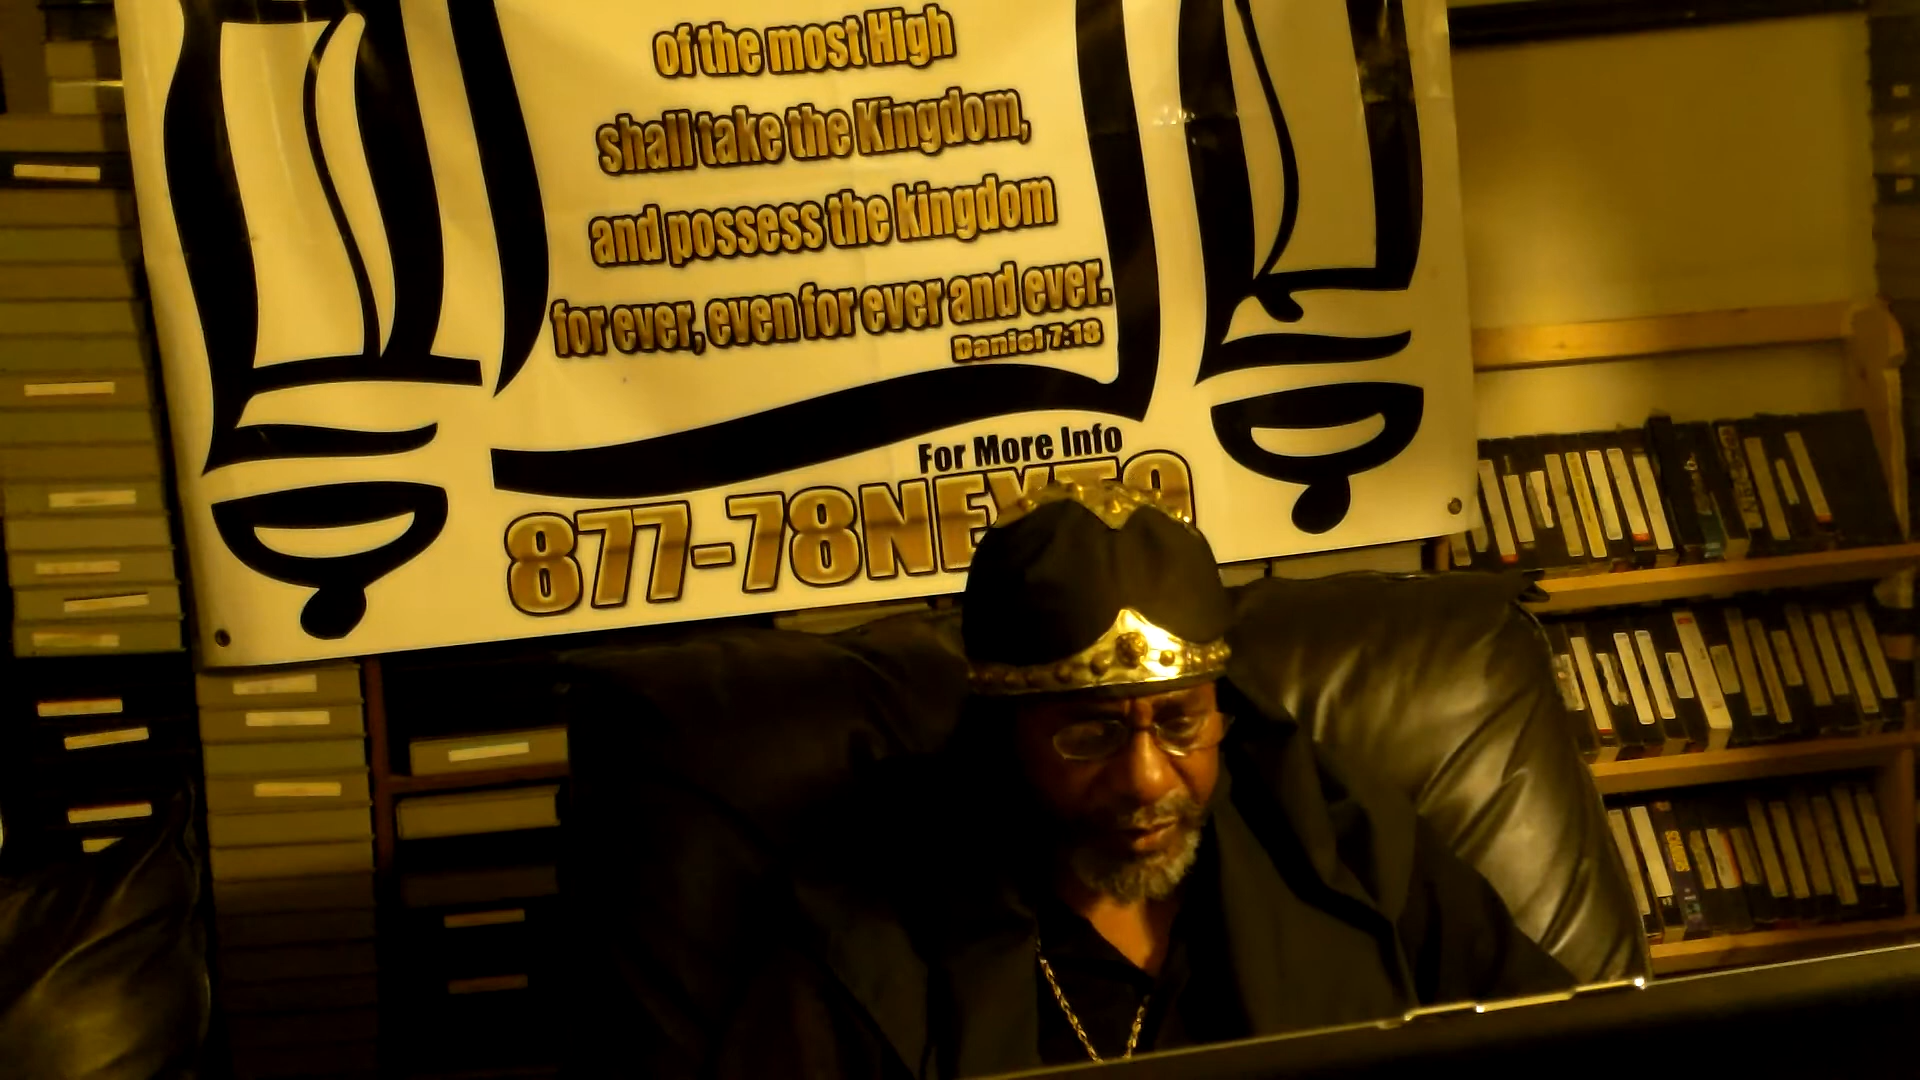 of the most High
shall take the Kingdom,
and possess the kingdom
for ever, even for ever and ever.
Daniel 7:18
For More Info
877-78NEXT9